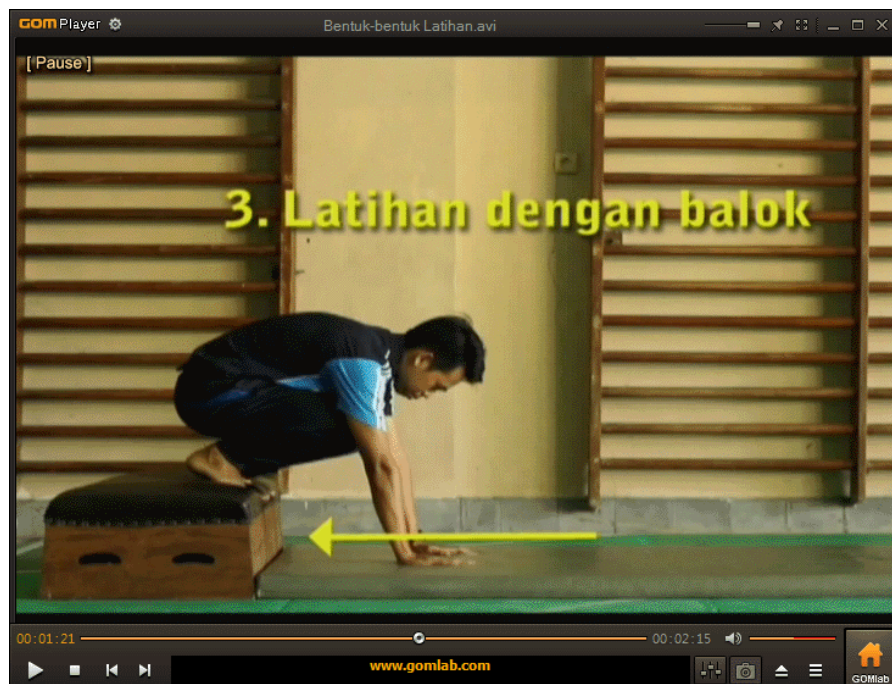 GOM Player
Bentuk-bentuk Latihan.avi
[ Pause ]
3. Latihan dengan balok
00:01:21
00:02:15
www.gomlab.com
GOMlab